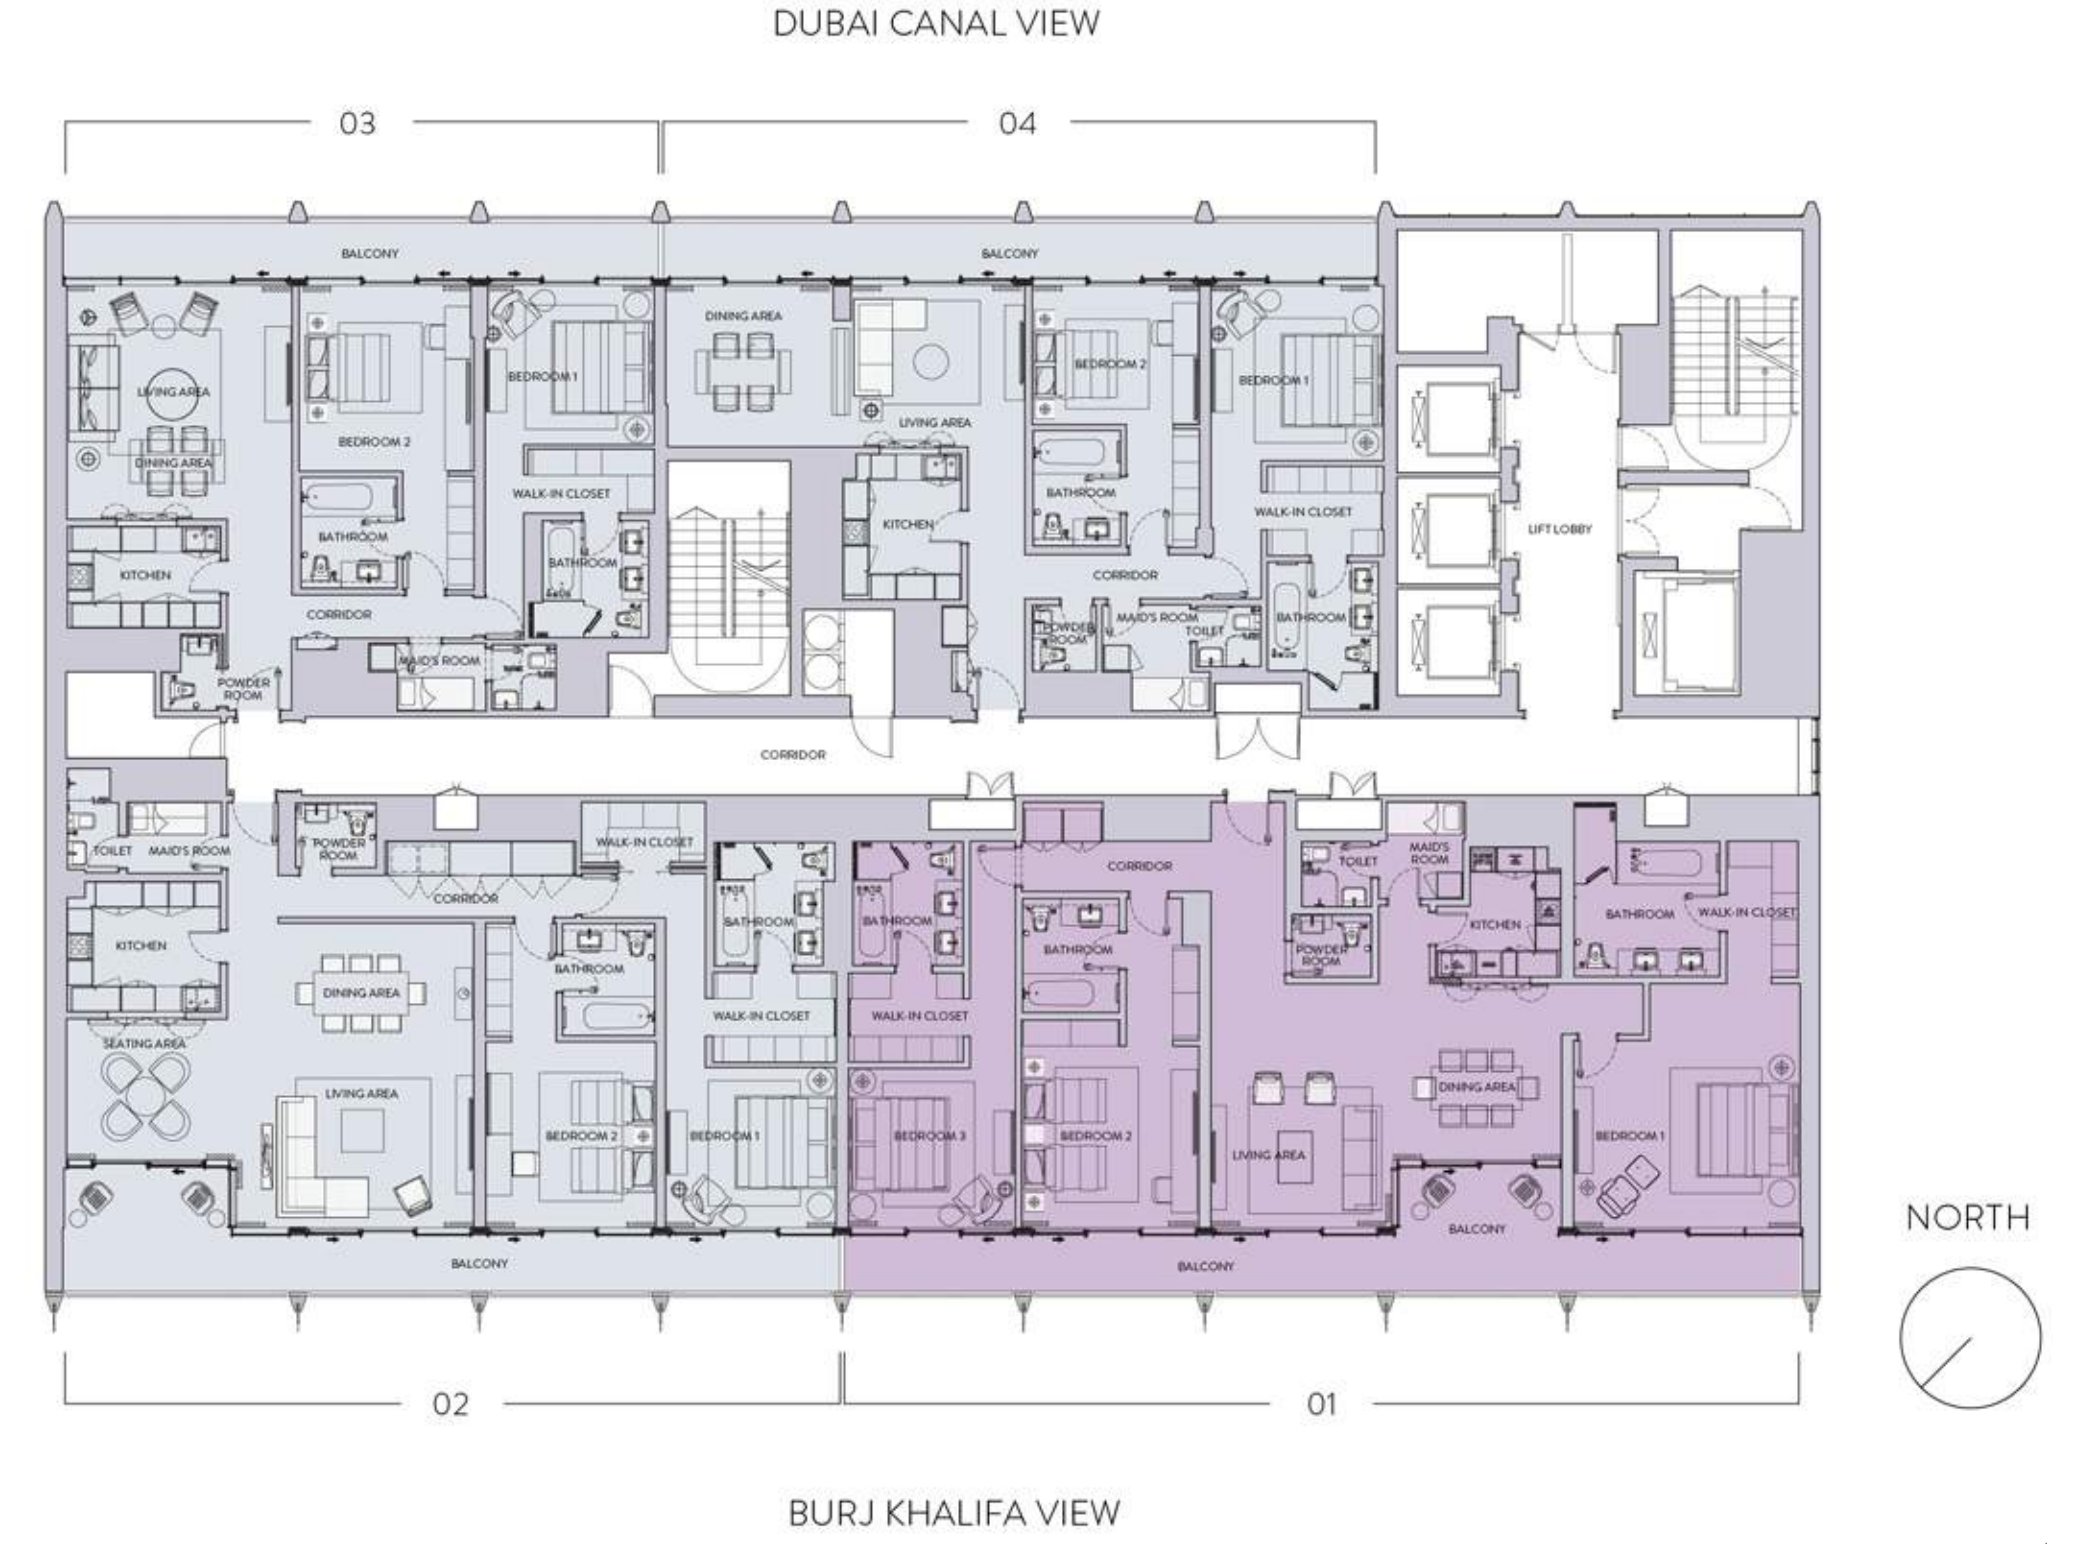 DUBAI CANAL VIEW
03
04
BALCONY
BALCONY
DINING AREA
BEDROOM 2
BEDROOM 1
BEDROOM 1
LIVING AREA
LIVING AREA
BEDROOM 2
DINING AREA
WALK-IN CLOSET
BATHROOM
WALK-IN CLOSET
KITCHEN
LIFT LOBBY
BATHROOM
BATHROOM
KITCHEN
CORRIDOR
CORRIDOR
MAID'S ROOM
BATHROOM
POWDER
ROOM
TOILET
MAID'S ROOM
POWDER
ROOM
CORRIDOR
WALK-IN CLOSET
POWDER
ROOM
TOILET
MAID'S ROOM
MAID'S
ROOM
TOILET
CORRIDOR
CORRIDOR
BATHROOM
BATHROOM
BATHROOM
WALK-IN CLOSET
KITCHEN
KITCHEN
BATHROOM
POWDER
ROOM
BATHROOM
DINING AREA
WALK-IN CLOSET
WALK-IN CLOSET
SEATING AREA
DINING AREA
LIVING AREA
BEDROOM 2
BEDROOM 1
BEDROOM 3
BEDROOM 2
BEDROOM 1
LIVING AREA
BALCONY
BALCONY
BALCONY
NORTH
02
01
BURJ KHALIFA VIEW